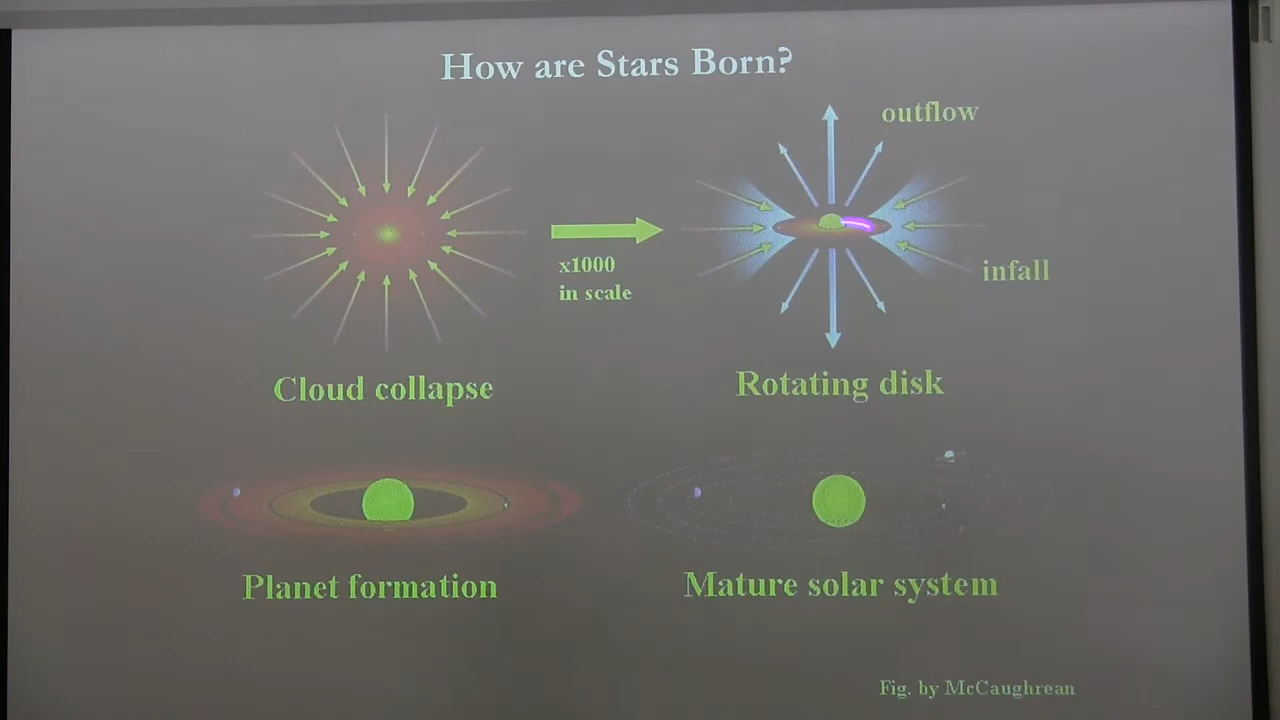 How are Stars Born?
outflow
x1000
in scale
infall
Cloud collapse
Rotating disk
Planet formation
Mature solar system
Fig. by McCaughrean